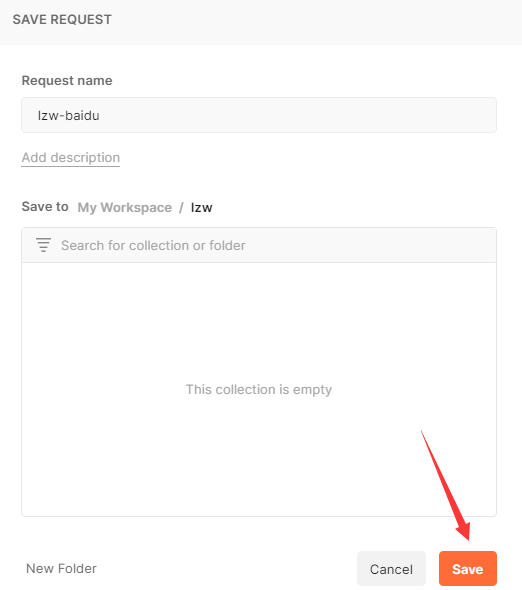 SAVE REQUEST
Request name
lzw-baidu
Add description
Save to My Workspace / lzw
Search for collection or folder
This collection is empty
New Folder Cancel Save